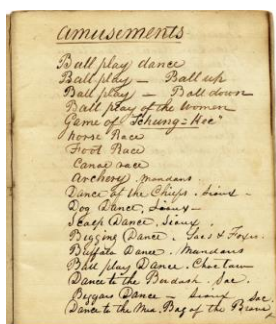 amusements
Ball play dance
Ball-play — Ball up
Ball play — Ball down
Ball play of the Women
Game of Tchung=Kee"
Horse Race
Foot Race
Canoe race
Archery, Mandans
Dance of the Chiefs. Sioux —
Dog Dance, Sioux —
Scalp Dance, Sioux
Begging Dance. Sac's & Foxes.
Buffalo Dance. Mandans
Ball play Dance. Choctaw
Dance to the Berdash. Sac.
Beggars Dance — Sioux Sac.
Dance to the Med. Bag of the Brave,